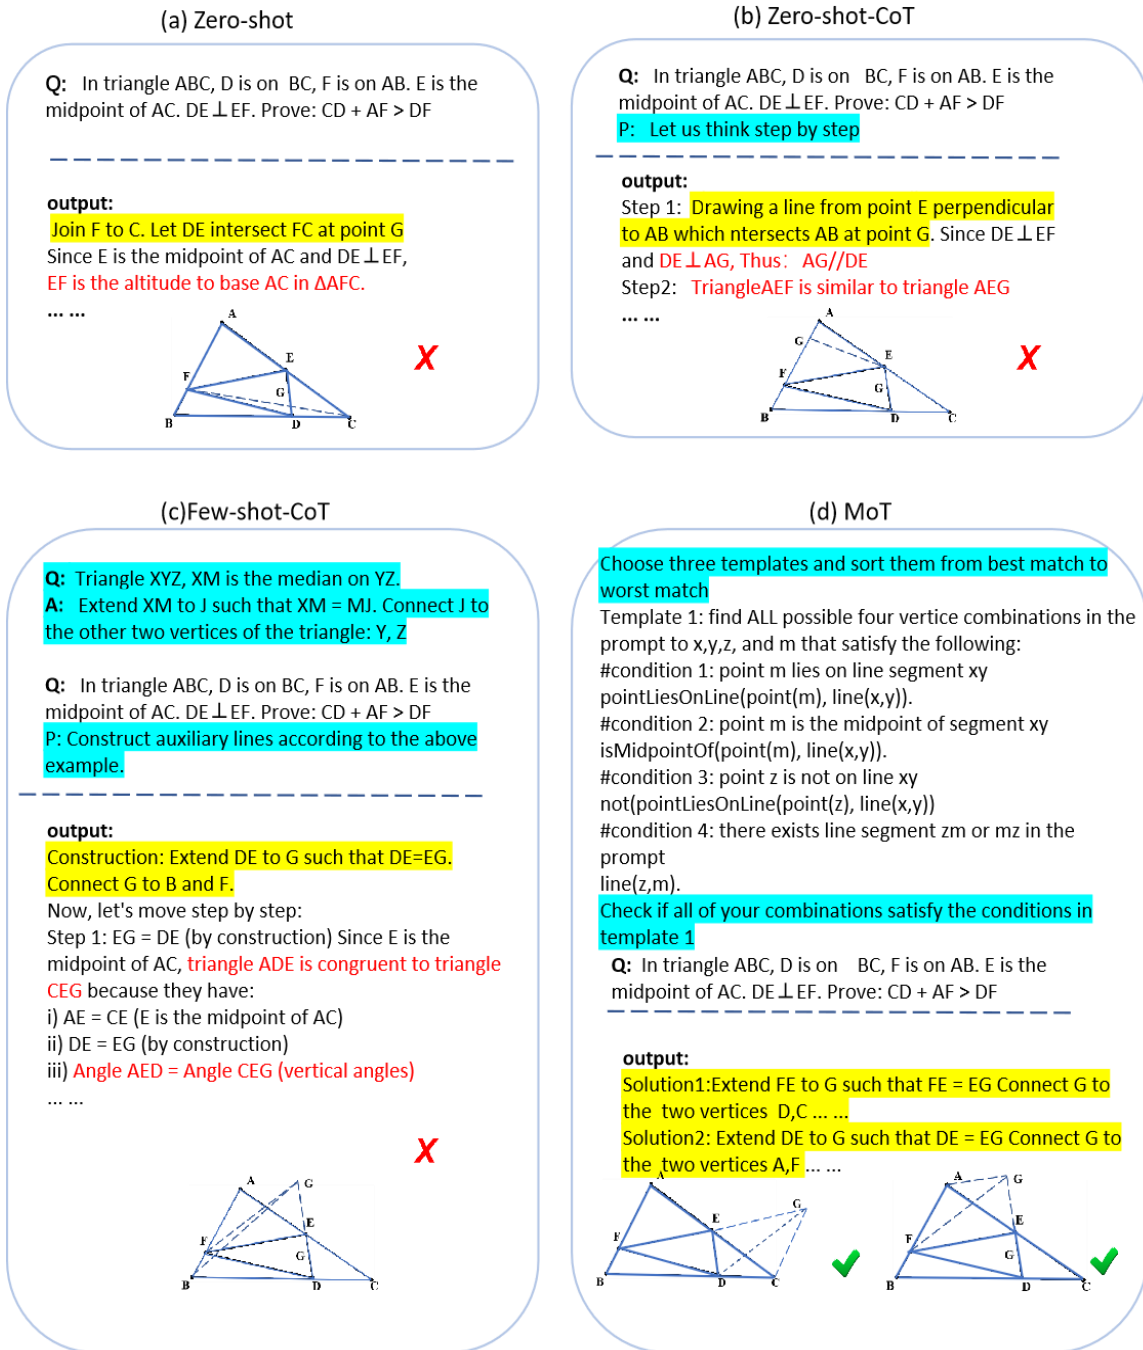 (a) Zero-shot
Q: In triangle ABC, D is on BC, F is on AB. E is the
midpoint of AC. DE⊥EF. Prove: CD + AF > DF
output:
Join F to C. Let DE intersect FC at point G
Since E is the midpoint of AC and DE⊥EF,
EF is the altitude to base AC in ΔAFC.
... ...
A
E
F
G
B
D
C
X
(b) Zero-shot-CoT
Q: In triangle ABC, D is on BC, F is on AB. E is the
midpoint of AC. DE⊥EF. Prove: CD + AF > DF
P: Let us think step by step
output:
Step 1: Drawing a line from point E perpendicular
to AB which ntersects AB at point G. Since DE⊥EF
and DE⊥AG, Thus: AG//DE
Step2: TriangleAEF is similar to triangle AEG
... ...
A
G
E
F
G
B
D
C
X
(c)Few-shot-CoT
Q: Triangle XYZ, XM is the median on YZ.
A: Extend XM to J such that XM = MJ. Connect J to
the other two vertices of the triangle: Y, Z
Q: In triangle ABC, D is on BC, F is on AB. E is the
midpoint of AC. DE⊥EF. Prove: CD + AF > DF
P: Construct auxiliary lines according to the above
example.
output:
Construction: Extend DE to G such that DE=EG.
Connect G to B and F.
Now, let's move step by step:
Step 1: EG = DE (by construction) Since E is the
midpoint of AC, triangle ADE is congruent to triangle
CEG because they have:
i) AE = CE (E is the midpoint of AC)
ii) DE = EG (by construction)
iii) Angle AED = Angle CEG (vertical angles)
... ...
X
A
G
E
F
G
B
D
C
(d) MoT
Choose three templates and sort them from best match to
worst match
Template 1: find ALL possible four vertice combinations in the
prompt to x,y,z, and m that satisfy the following:
#condition 1: point m lies on line segment xy
pointLiesOnLine(point(m), line(x,y)).
#condition 2: point m is the midpoint of segment xy
isMidpointOf(point(m), line(x,y)).
#condition 3: point z is not on line xy
not(pointLiesOnLine(point(z), line(x,y))
#condition 4: there exists line segment zm or mz in the
prompt
line(z,m).
Check if all of your combinations satisfy the conditions in
template 1
Q: In triangle ABC, D is on BC, F is on AB. E is the
midpoint of AC. DE⊥EF. Prove: CD + AF > DF
output:
Solution1:Extend FE to G such that FE = EG Connect G to
the two vertices D,C ... ...
Solution2: Extend DE to G such that DE = EG Connect G to
the two vertices A,F ... ...
A
G
E
F
B
D
C
A
G
E
F
G
B
D
C